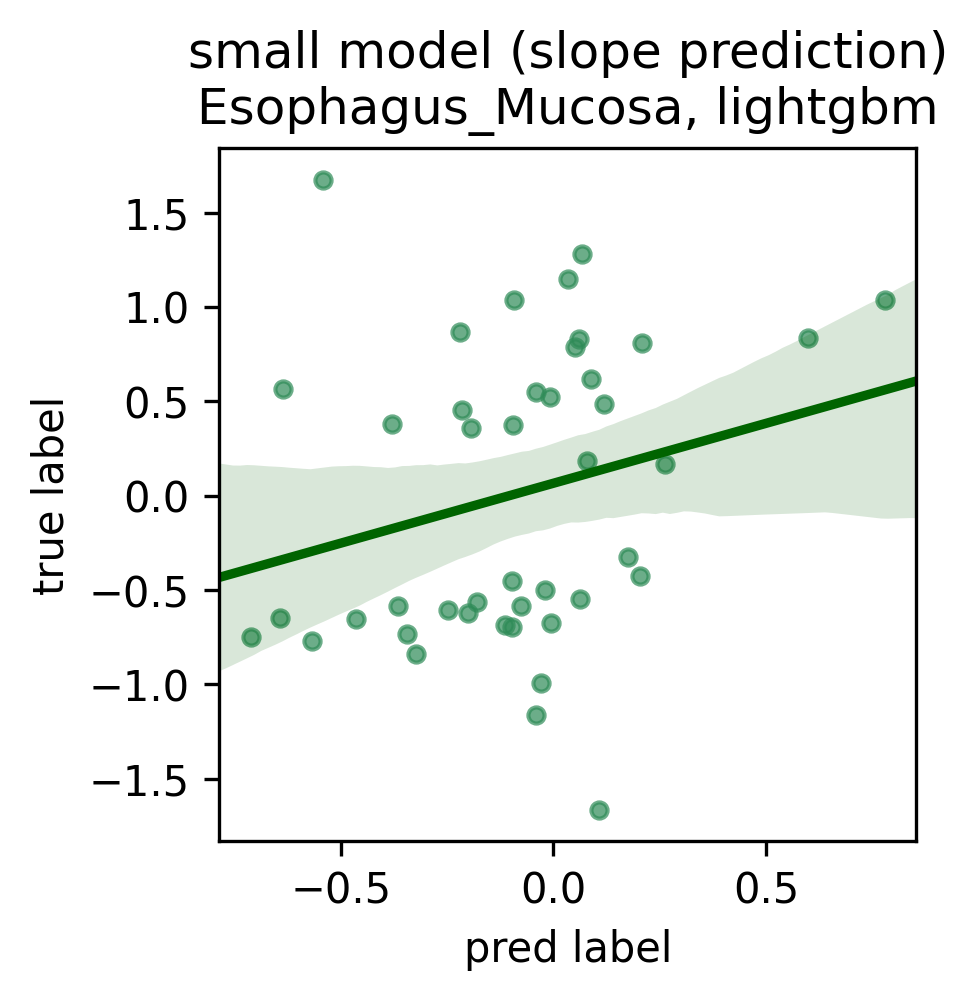 small model (slope prediction)
Esophagus_Mucosa, lightgbm
1.5
1.0
0.5
0.0
−0.5
−1.0
−1.5
true label
−0.5
0.0
0.5
pred label